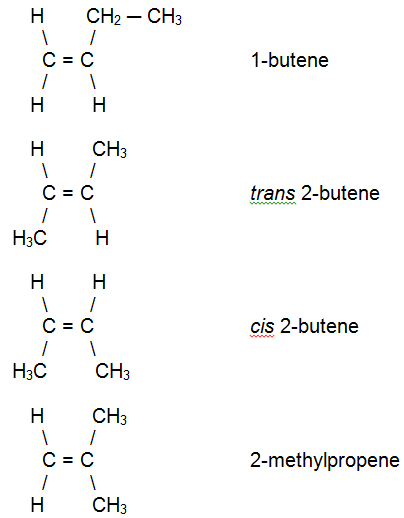 H CH₂ — CH₃
\ /
C = C 1-butene
/ \
H H
H CH₃
\ /
C = C trans 2-butene
/ \
H₃C H
H H
\ /
C = C cis 2-butene
/ \
H₃C CH₃
H CH₃
\ /
C = C 2-methylpropene
/ \
H CH₃